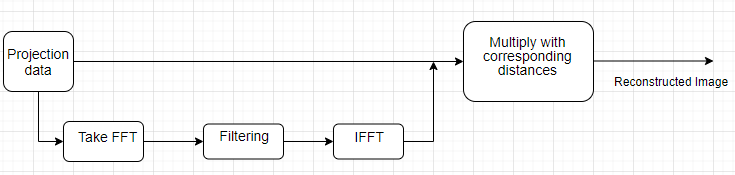 Projection
data
Multiply with
corresponding
distances
Reconstructed Image
Take FFT
Filtering
IFFT